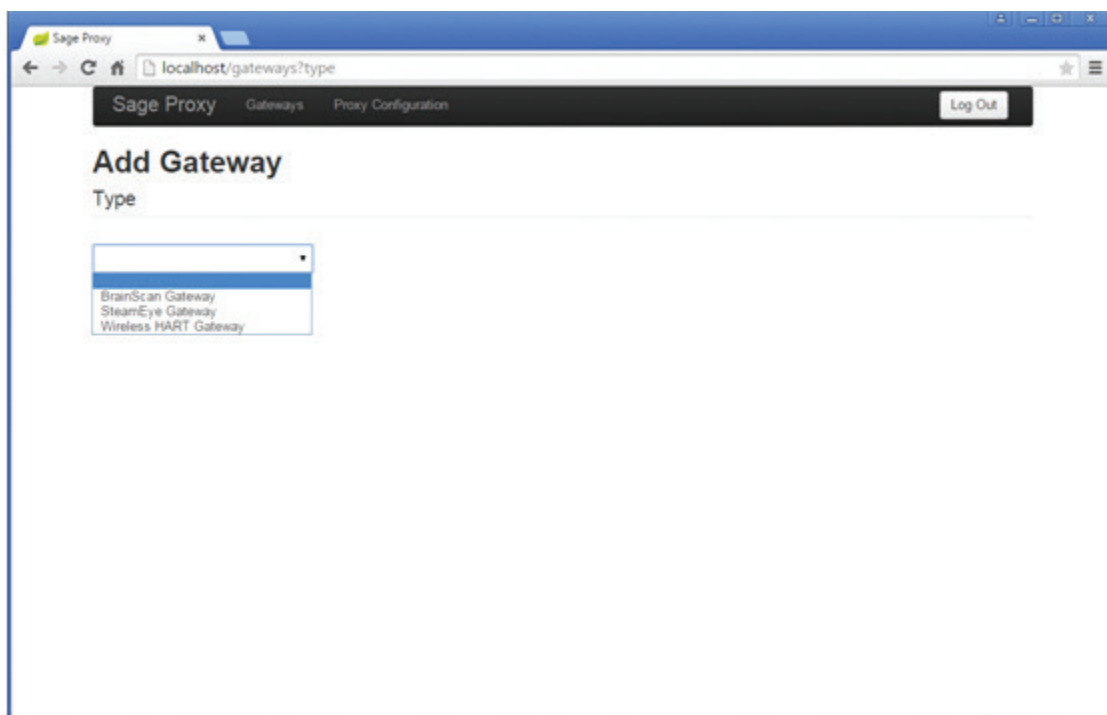 Sage Proxy
localhost/gateways?type
Sage Proxy Gateways Proxy Configuration Log Out
Add Gateway
Type
BrainScan Gateway
SteamEye Gateway
Wireless HART Gateway